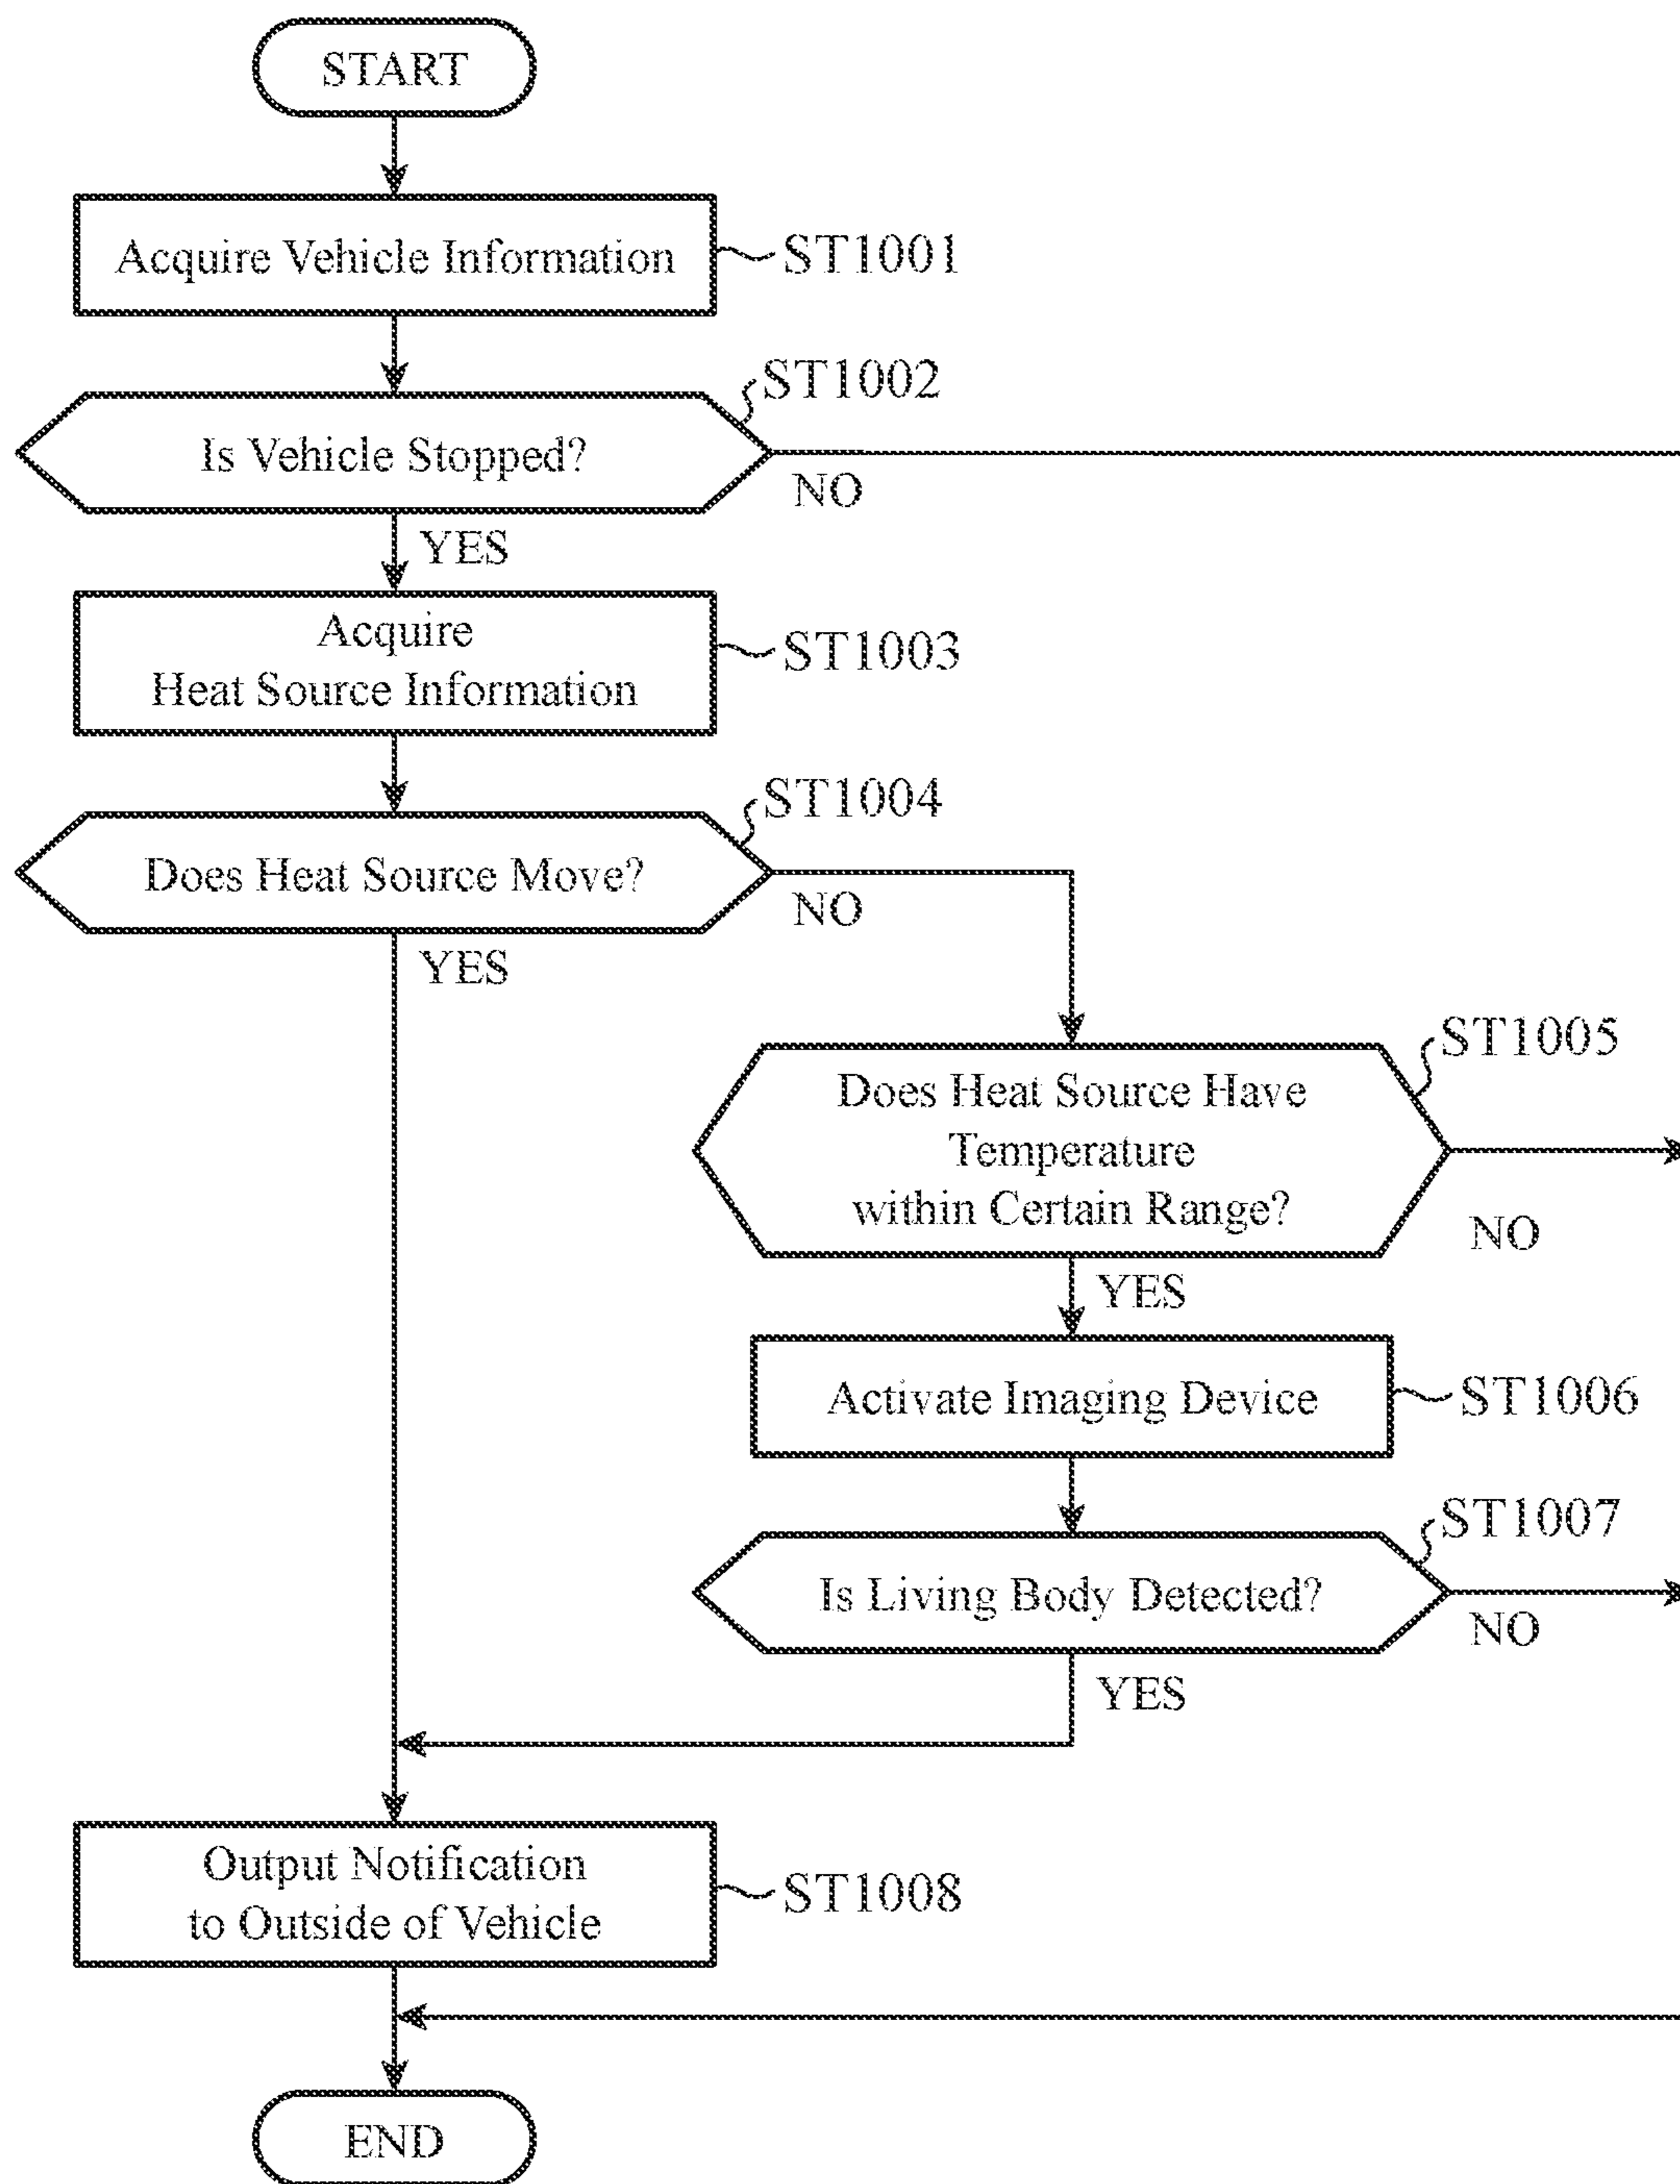 START
Acquire Vehicle Information
ST1001
ST1002
Is Vehicle Stopped?
NO
YES
Acquire
Heat Source Information
ST1003
ST1004
Does Heat Source Move?
NO
YES
ST1005
Does Heat Source Have
Temperature
within Certain Range?
NO
YES
Activate Imaging Device
ST1006
ST1007
Is Living Body Detected?
NO
YES
Output Notification
to Outside of Vehicle
ST1008
END